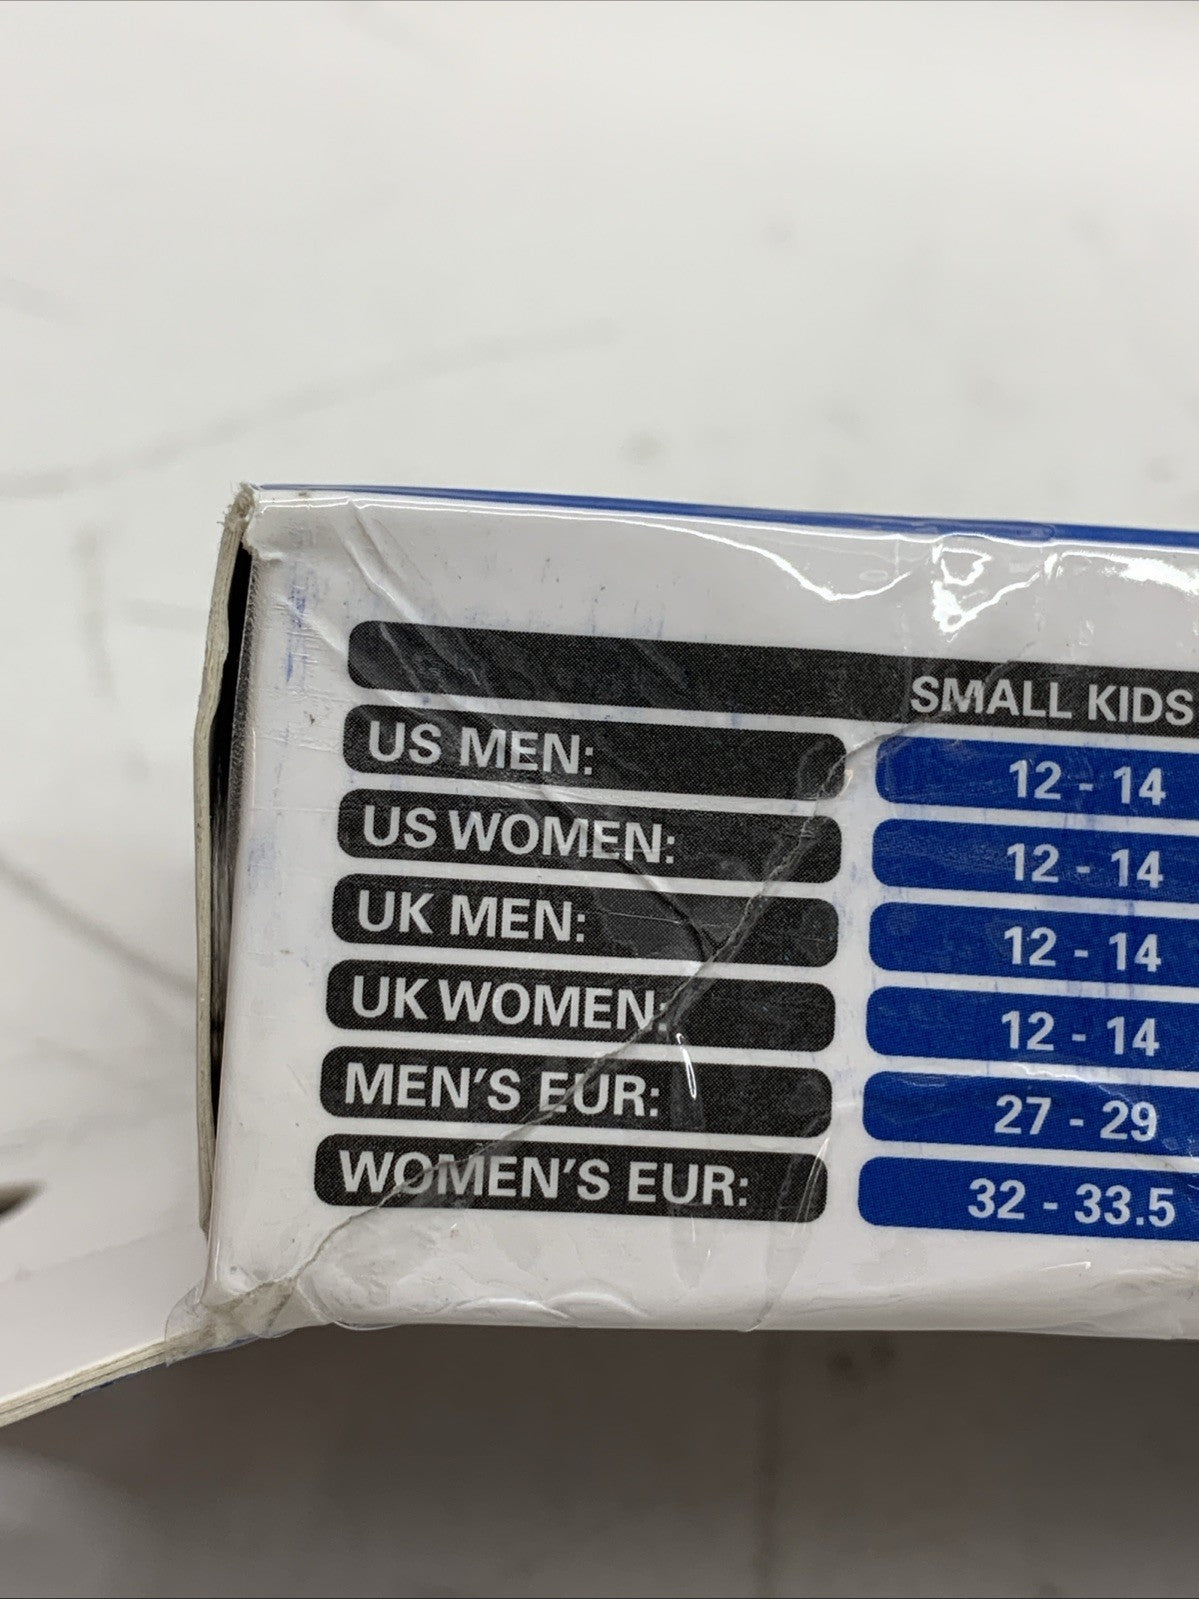 SMALL KIDS
US MEN: 12 - 14
US WOMEN: 12 - 14
UK MEN: 12 - 14
UK WOMEN: 12 - 14
MEN'S EUR: 27 - 29
WOMEN'S EUR: 32 - 33.5